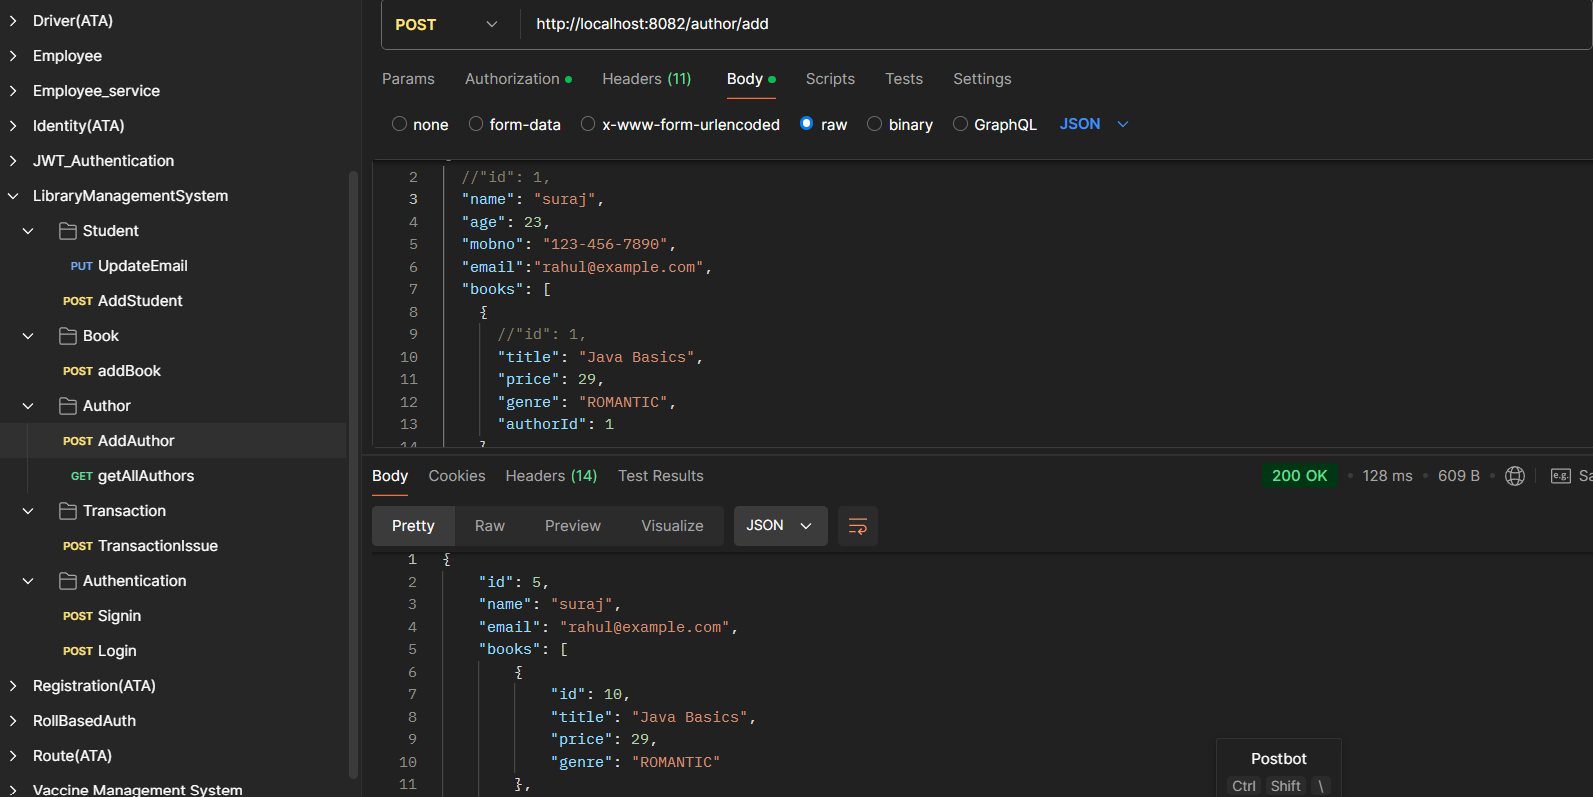 Driver(ATA)
Employee
Employee_service
Identity(ATA)
JWT_Authentication
LibraryManagementSystem
Student
PUT UpdateEmail
POST AddStudent
Book
POST addBook
Author
POST AddAuthor
GET getAllAuthors
Transaction
POST TransactionIssue
Authentication
POST Signin
POST Login
Registration(ATA)
RollBasedAuth
Route(ATA)
Vaccine Management System
POST http://localhost:8082/author/add
Params Authorization Headers (11) Body Scripts Tests Settings
none form-data x-www-form-urlencoded raw binary GraphQL JSON
2 //"id": 1,
3 "name": "suraj",
4 "age": 23,
5 "mobno": "123-456-7890",
6 "email":"rahul@example.com",
7 "books": [
8 {
9 //"id": 1,
10 "title": "Java Basics",
11 "price": 29,
12 "genre": "ROMANTIC",
13 "authorId": 1
14 }
Body Cookies Headers (14) Test Results 200 OK • 128 ms • 609 B • e.g. Sa
Pretty Raw Preview Visualize JSON
1 {
2 "id": 5,
3 "name": "suraj",
4 "email": "rahul@example.com",
5 "books": [
6 {
7 "id": 10,
8 "title": "Java Basics",
9 "price": 29,
10 "genre": "ROMANTIC"
11 },
Postbot
Ctrl Shift \